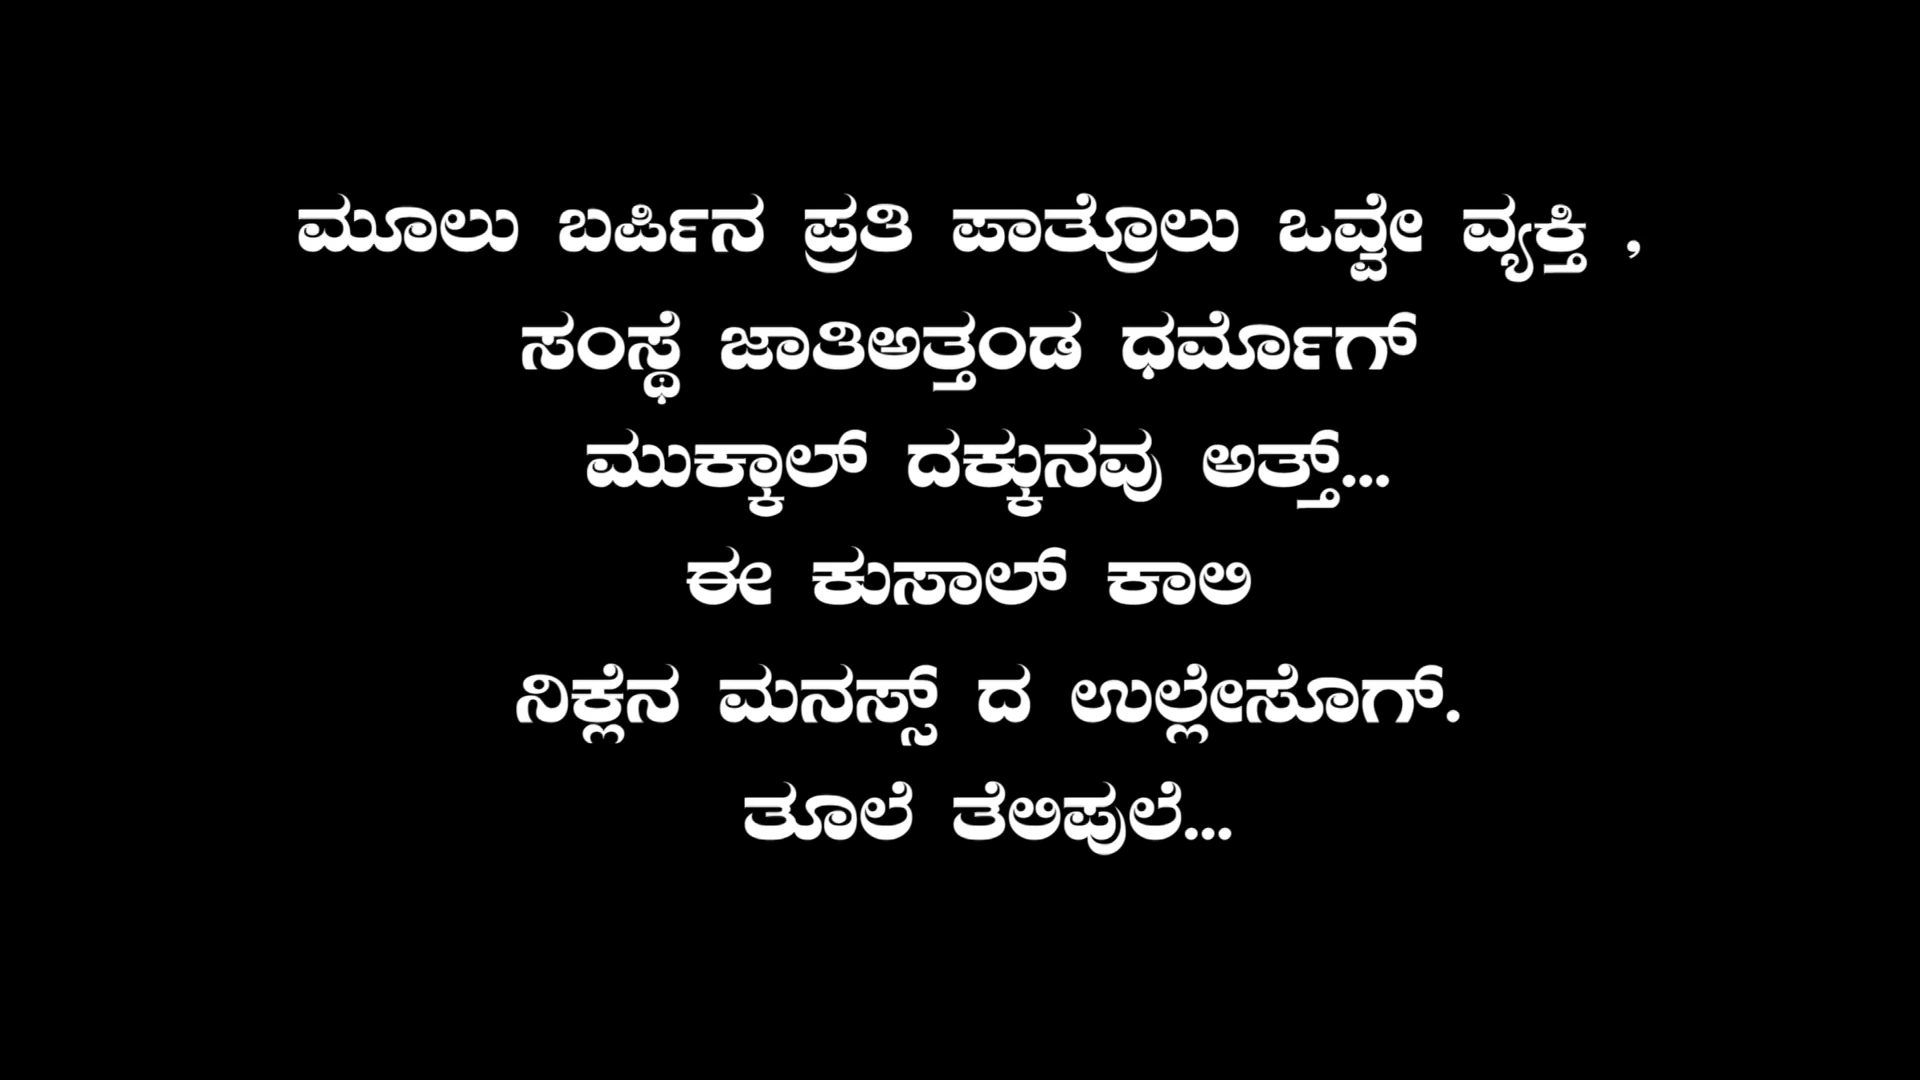 ಮೂಲು ಬರ್ಪಿನ ಪ್ರತಿ ಪಾತ್ರೊಲು ಒವ್ವೇ ವ್ಯಕ್ತಿ ,
ಸಂಸ್ಥೆ ಜಾತಿಅತ್ತಂಡ ಧರ್ಮೊಗ್
ಮುಕ್ಕಾಲ್ ದಕ್ಕುನವು ಅತ್ತ್...
ಈ ಕುಸಾಲ್ ಕಾಲಿ
ನಿಕ್ಲೆನ ಮನಸ್ಸ್ ದ ಉಲ್ಲೇಸೊಗ್.
ತೂಲೆ ತೆಲಿಪುಲೆ...